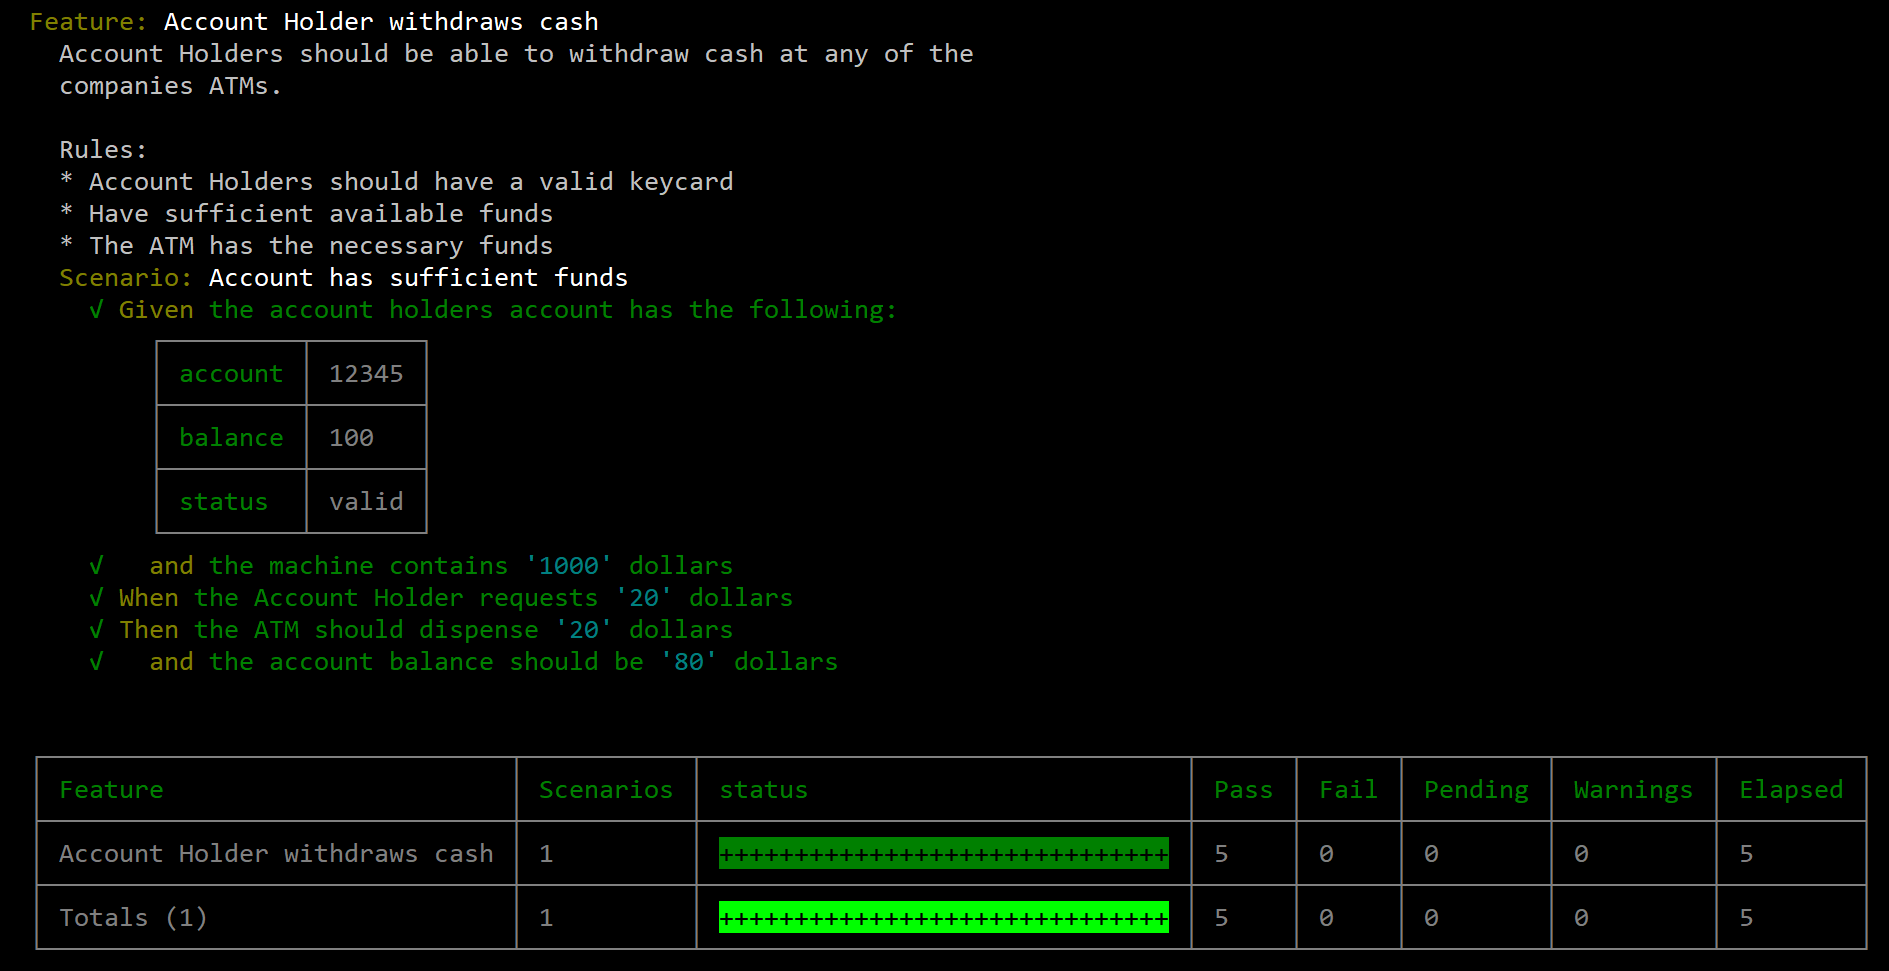 Feature: Account Holder withdraws cash
Account Holders should be able to withdraw cash at any of the
companies ATMs.
Rules:
* Account Holders should have a valid keycard
* Have sufficient available funds
* The ATM has the necessary funds
Scenario: Account has sufficient funds
√ Given the account holders account has the following:
account 12345
balance 100
status valid
√ and the machine contains '1000' dollars
√ When the Account Holder requests '20' dollars
√ Then the ATM should dispense '20' dollars
√ and the account balance should be '80' dollars
Feature Scenarios status Pass Fail Pending Warnings Elapsed
Account Holder withdraws cash 1 ++++++++++++++++++++++++++++++ 5 0 0 0 5
Totals (1) 1 ++++++++++++++++++++++++++++++ 5 0 0 0 5